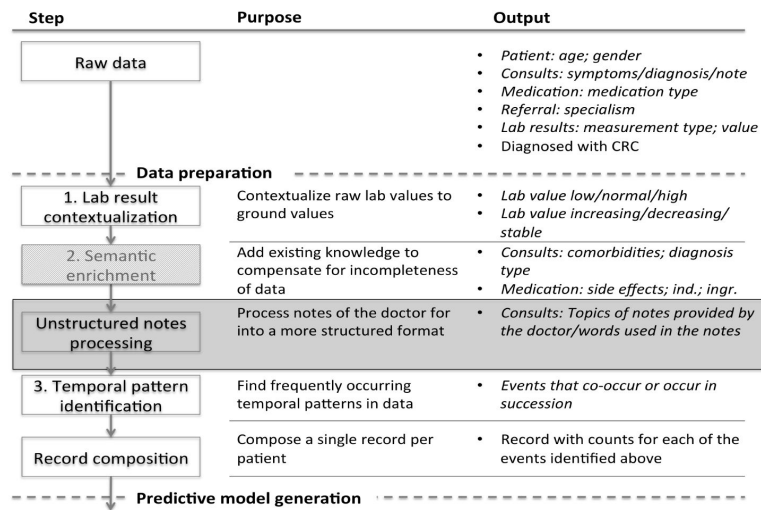 Step Purpose Output
Raw data
• Patient: age; gender
• Consults: symptoms/diagnosis/note
• Medication: medication type
• Referral: specialism
• Lab results: measurement type; value
• Diagnosed with CRC
Data preparation
1. Lab result
contextualization
Contextualize raw lab values to
ground values
• Lab value low/normal/high
• Lab value increasing/decreasing/
stable
2. Semantic
enrichment
Add existing knowledge to
compensate for incompleteness
of data
• Consults: comorbidities; diagnosis
type
• Medication: side effects; ind.; ingr.
Unstructured notes
processing
Process notes of the doctor for
into a more structured format
• Consults: Topics of notes provided by
the doctor/words used in the notes
3. Temporal pattern
identification
Find frequently occurring
temporal patterns in data
• Events that co-occur or occur in
succession
Record composition
Compose a single record per
patient
• Record with counts for each of the
events identified above
Predictive model generation